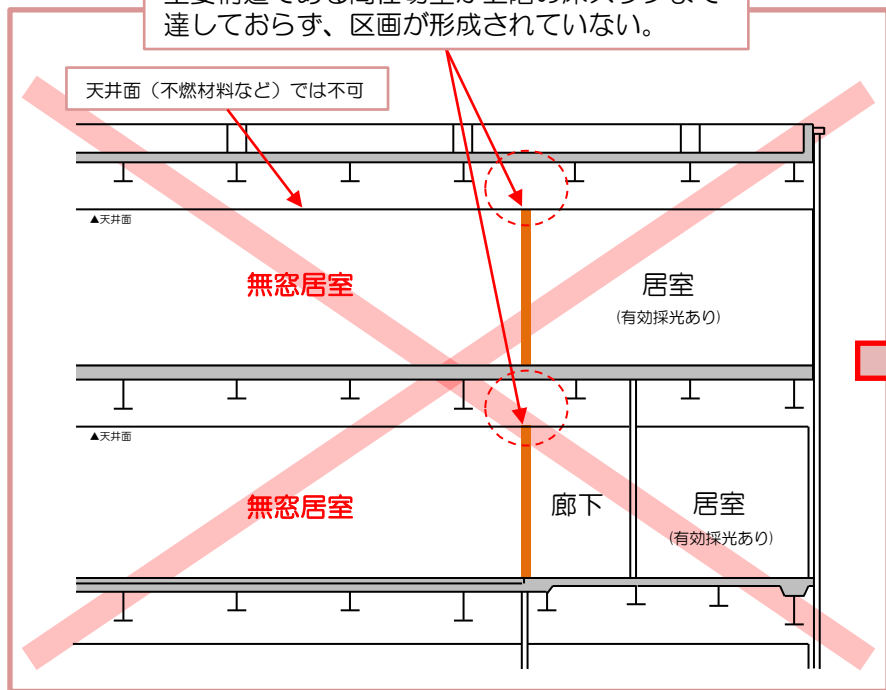 達しておらず、区画が形成されていない。
天井面（不燃材料など）では不可
▲天井面
無窓居室
居室
(有効採光あり)
▲天井面
無窓居室
廊下
居室
(有効採光あり)